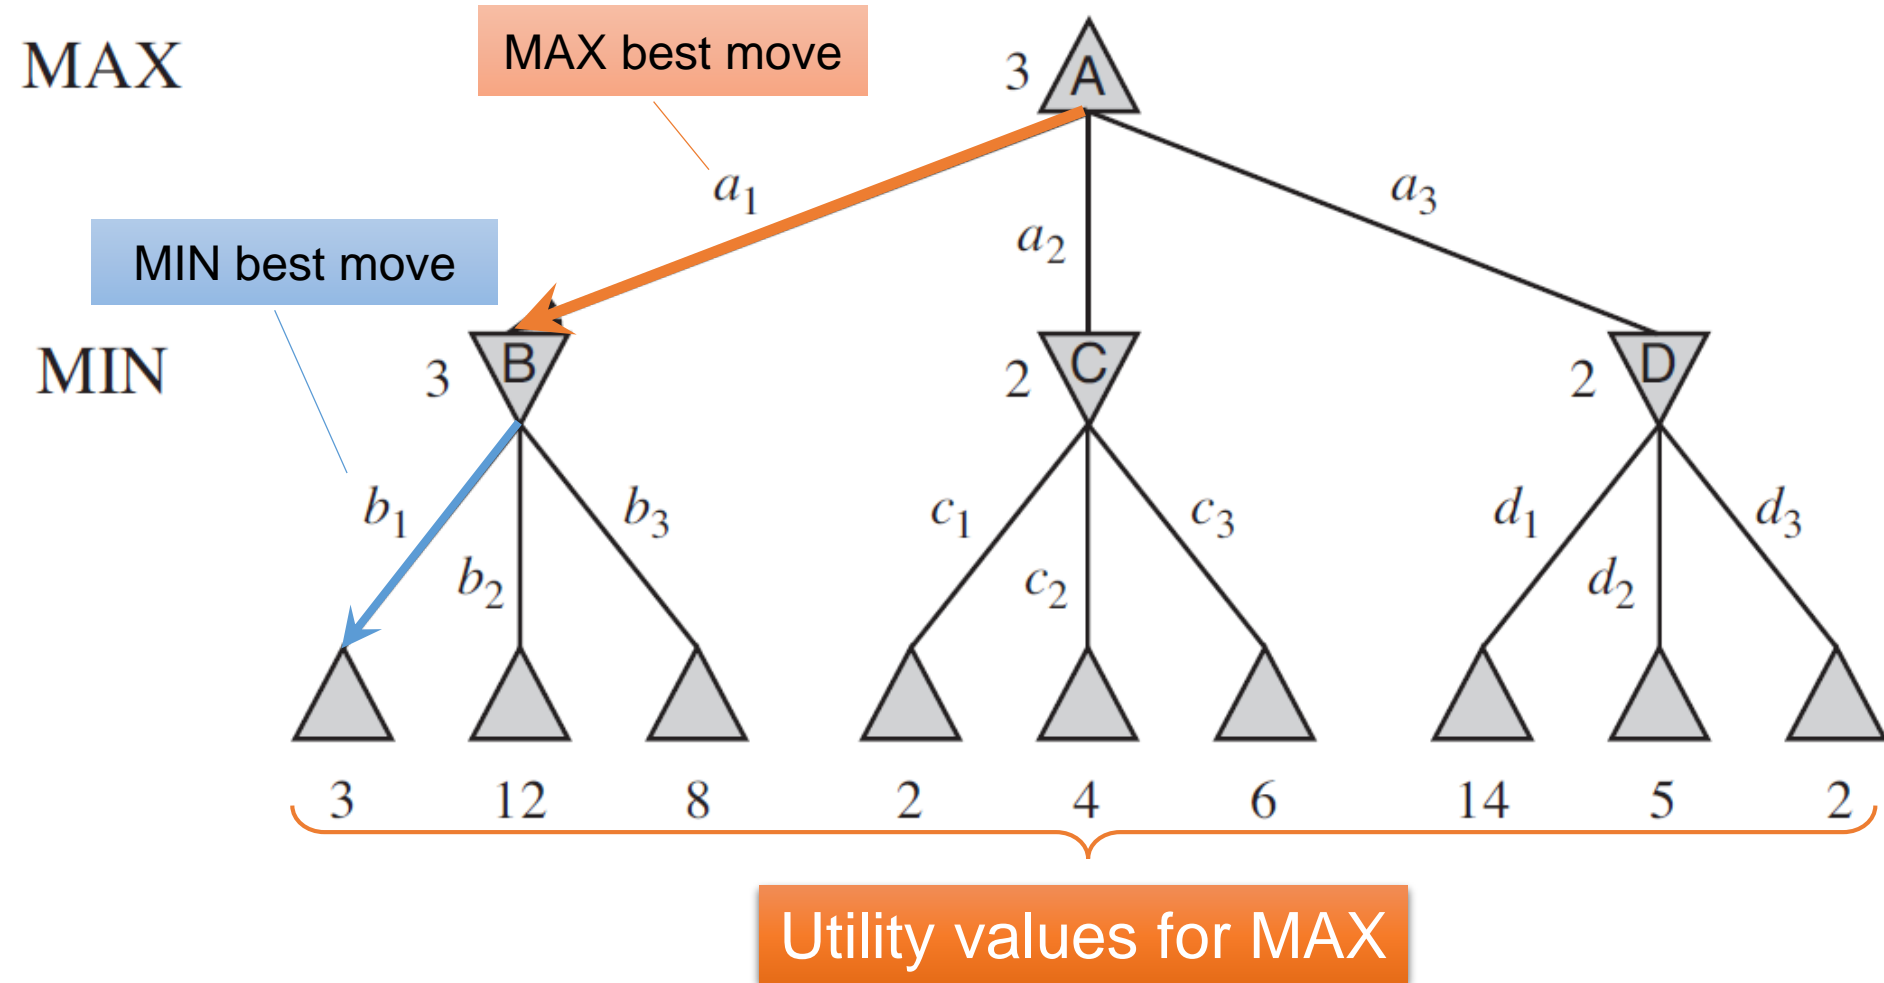 MAX
MAX best move
3
A
a1
a2
a3
MIN best move
MIN
3
B
2
C
2
D
b1
b2
b3
c1
c2
c3
d1
d2
d3
3 12 8 2 4 6 14 5 2
Utility values for MAX